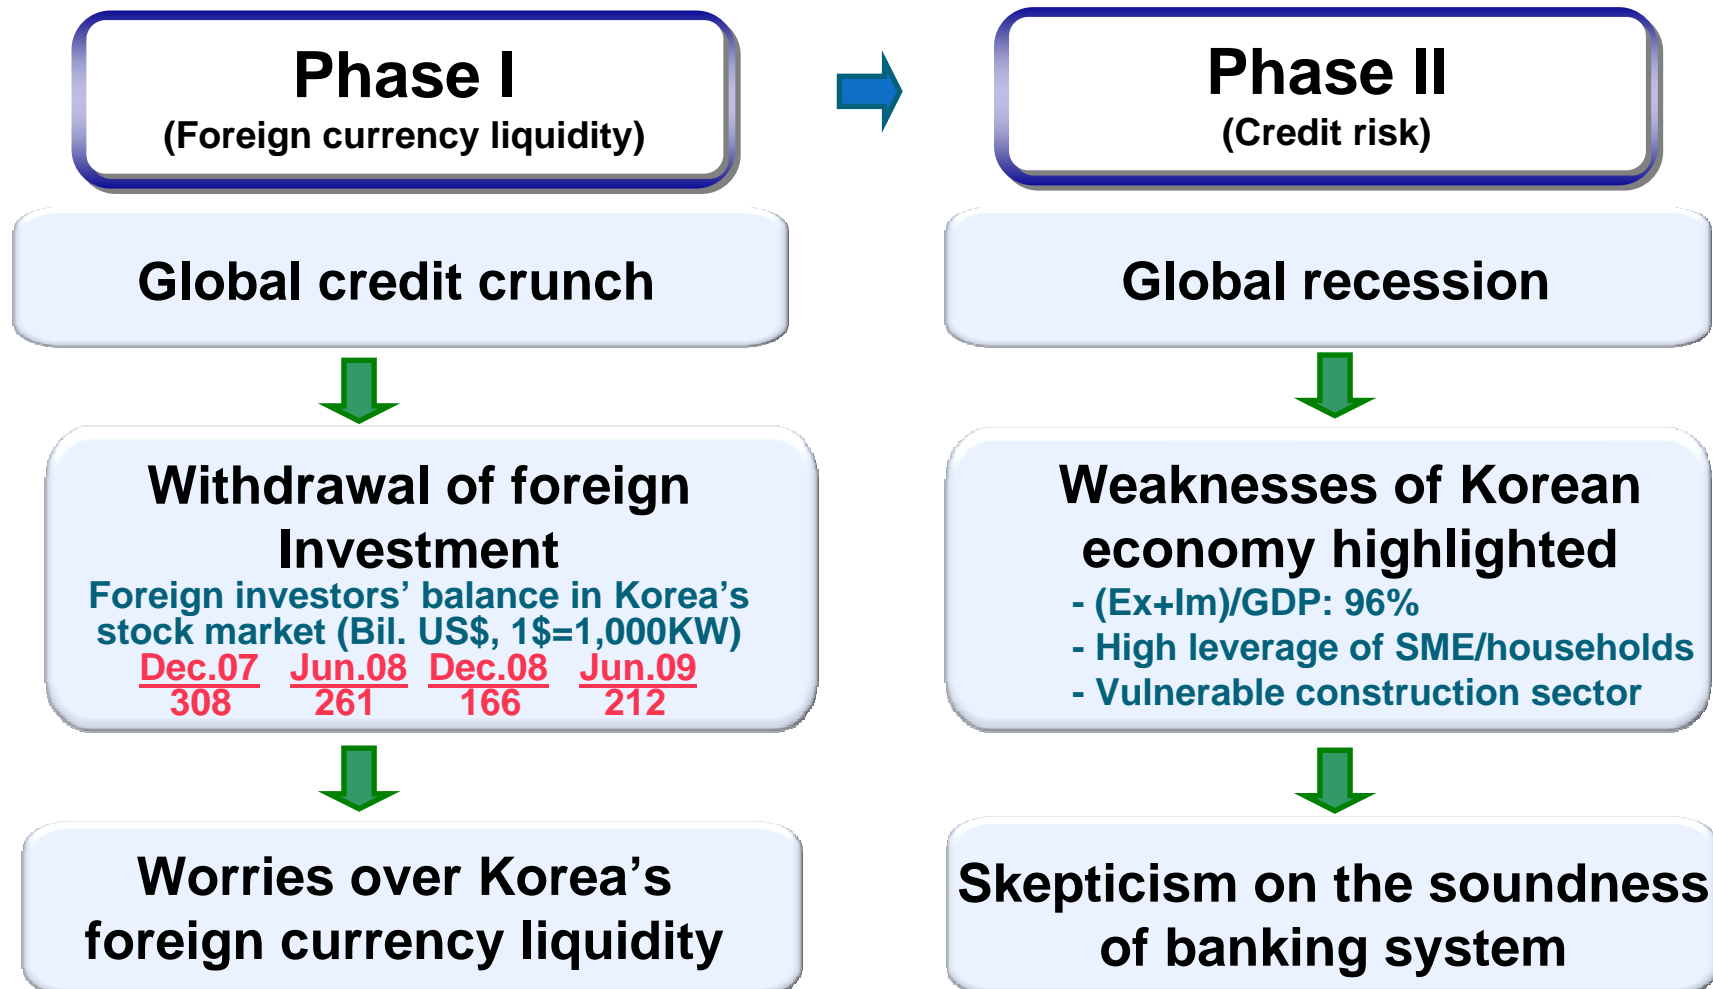 Phase I
(Foreign currency liquidity)
Global credit crunch
Withdrawal of foreign
Investment
Foreign investors’ balance in Korea’s
stock market (Bil. US$, 1$=1,000KW)
Dec.07 Jun.08 Dec.08 Jun.09
308 261 166 212
Worries over Korea’s
foreign currency liquidity
Phase II
(Credit risk)
Global recession
Weaknesses of Korean
economy highlighted
- (Ex+Im)/GDP: 96%
- High leverage of SME/households
- Vulnerable construction sector
Skepticism on the soundness
of banking system